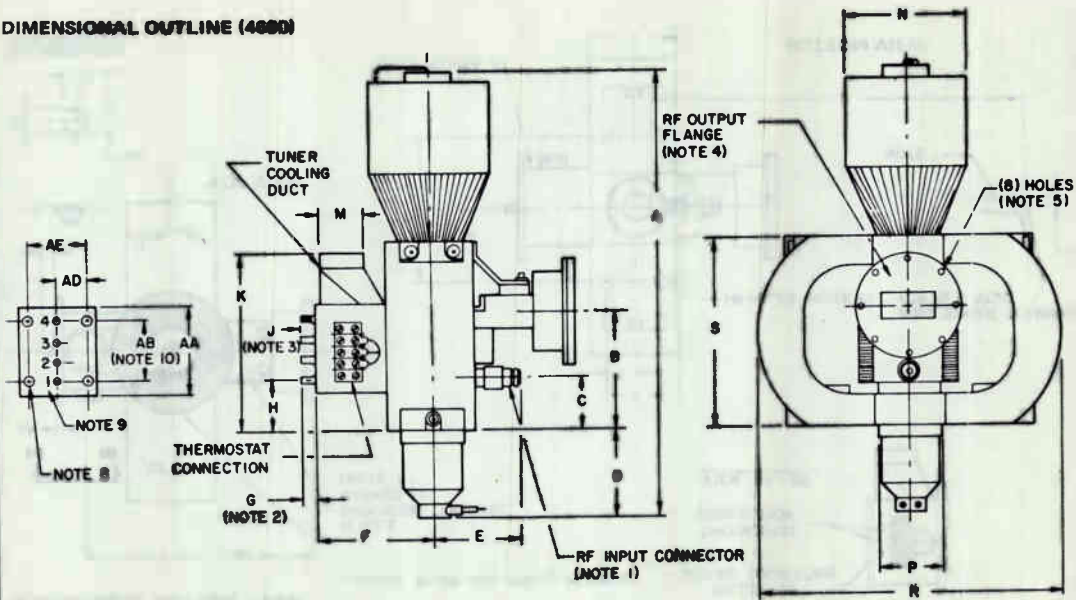 DIMENSIONAL OUTLINE
N
TUNER
COOLING
DUCT
M
RF OUTPUT
FLANGE
(NOTE 4)
(8) HOLES
(NOTE 5)
AE
AD
K
J
(NOTE 3)
4
3
2
1
AB
(NOTE 10)
AA
B
S
H
C
NOTE 9
NOTE 8
THERMOSTAT
CONNECTION
G
(NOTE 2)
F
E
RF INPUT CONNECTOR
(NOTE 1)
P